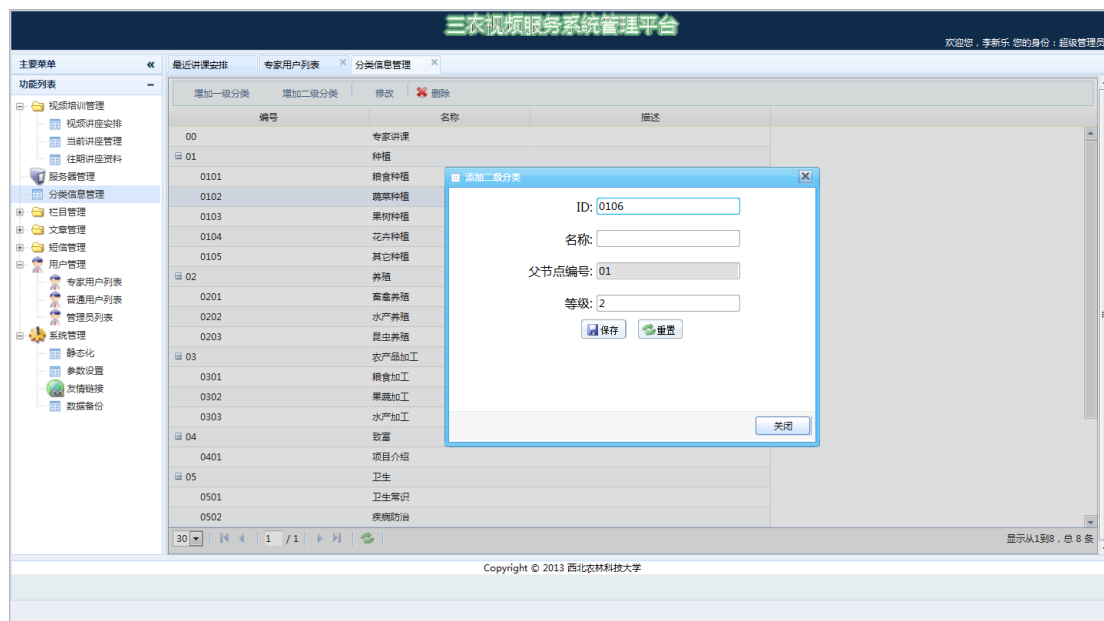 三农视频服务系统管理平台
欢迎您，李新乐 您的身份：超级管理员
主要菜单
功能列表
视频培训管理
视频讲座安排
当前讲座管理
往期讲座资料
服务器管理
分类信息管理
栏目管理
文章管理
短信管理
用户管理
专家用户列表
普通用户列表
管理员列表
系统管理
静态化
参数设置
友情链接
数据备份
最近讲课安排 专家用户列表 分类信息管理
增加一级分类 增加二级分类 修改 删除
编号 名称 描述
00 专家讲课
01 种植
0101 粮食种植
0102 蔬菜种植
0103 果树种植
0104 花卉种植
0105 其它种植
02 养殖
0201 畜禽养殖
0202 水产养殖
0203 昆虫养殖
03 农产品加工
0301 粮食加工
0302 果蔬加工
0303 水产加工
04 致富
0401 项目介绍
05 卫生
0501 卫生常识
0502 疾病防治
添加二级分类
ID: 0106
名称:
父节点编号: 01
等级: 2
保存 重置
关闭
30 1 /1 显示从1到8，总 8 条
Copyright © 2013 西北农林科技大学